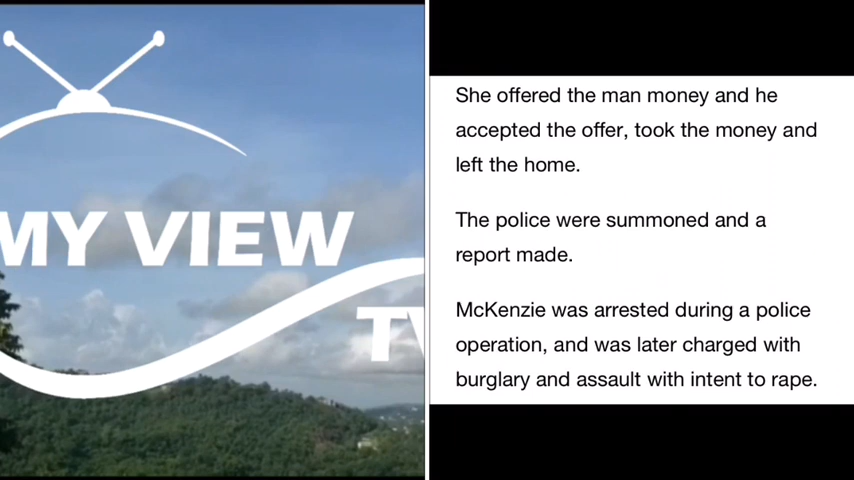 MY VIEW
TV
She offered the man money and he
accepted the offer, took the money and
left the home.
The police were summoned and a
report made.
McKenzie was arrested during a police
operation, and was later charged with
burglary and assault with intent to rape.